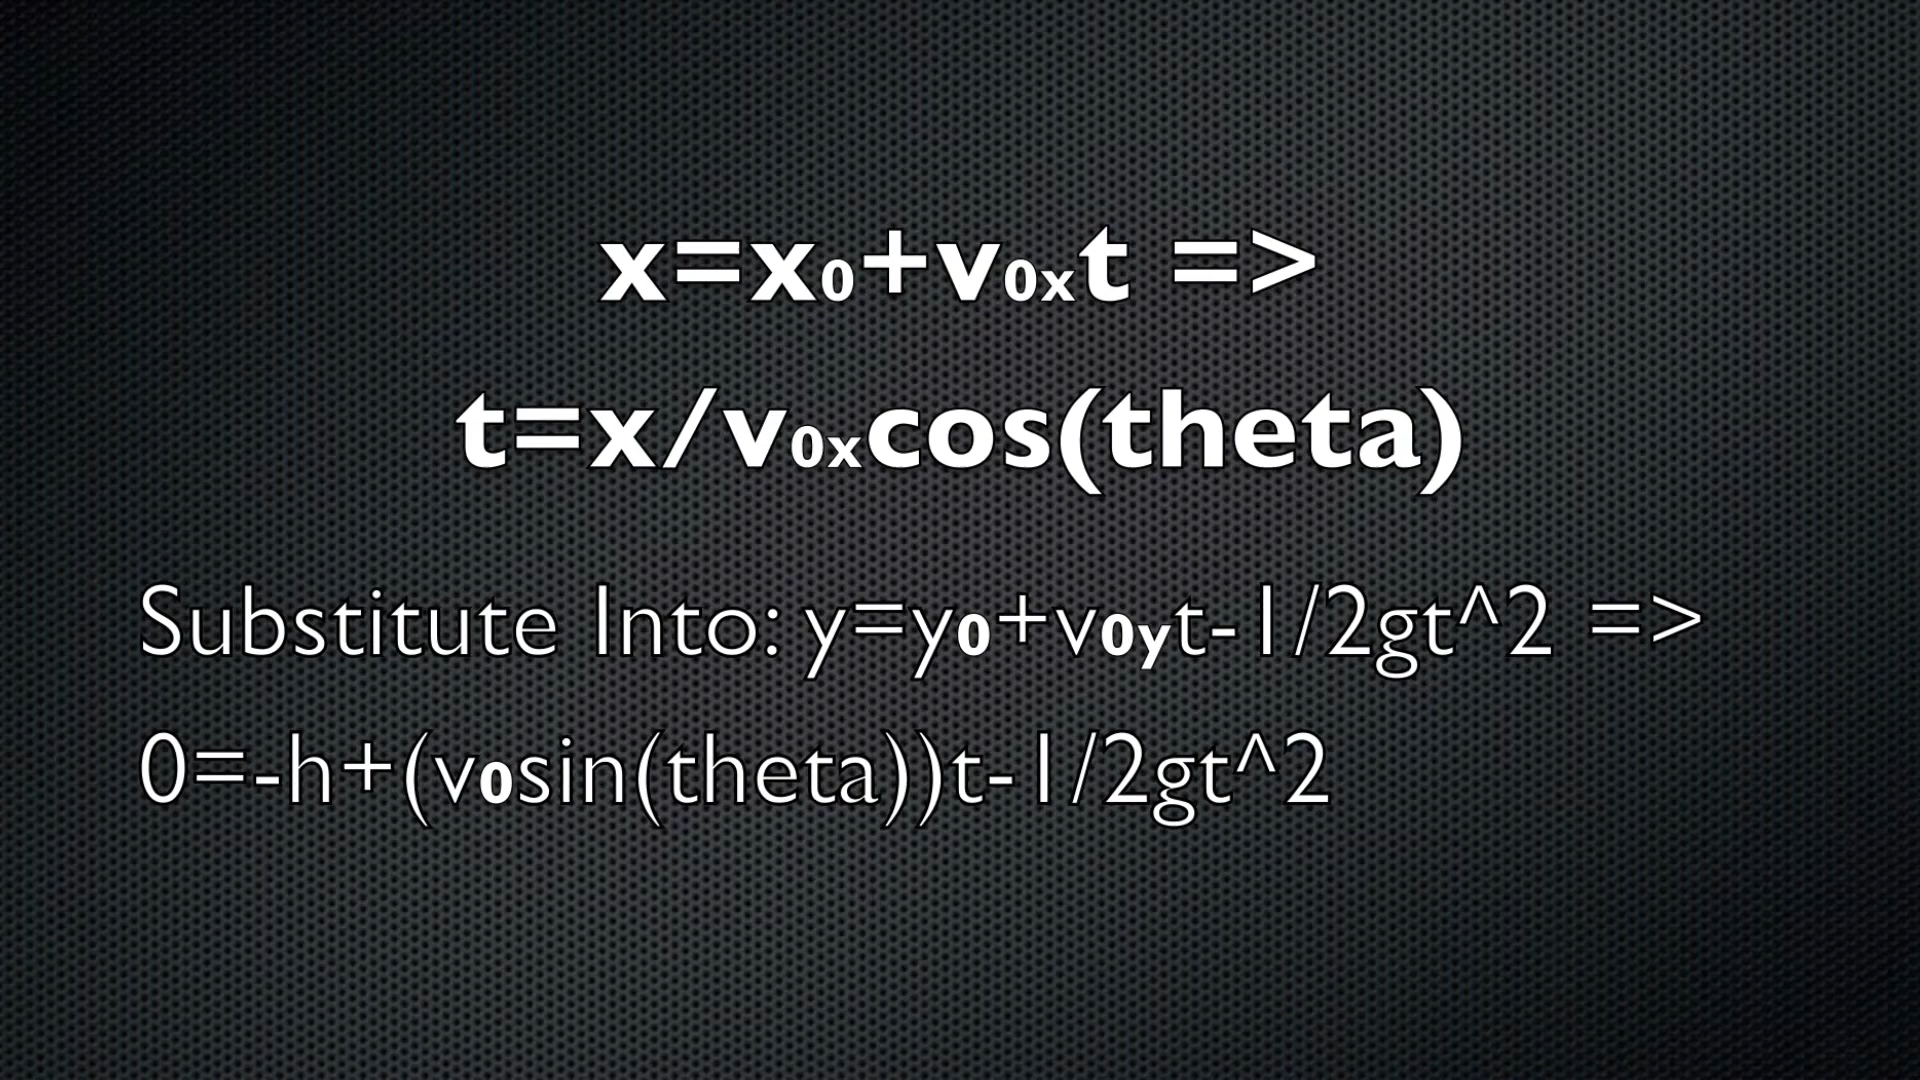 x=x₀+v₀ₓt =>
t=x/v₀ₓcos(theta)
Substitute Into: y=y₀+v₀yt-1/2gt^2 =>
0=-h+(v₀sin(theta))t-1/2gt^2